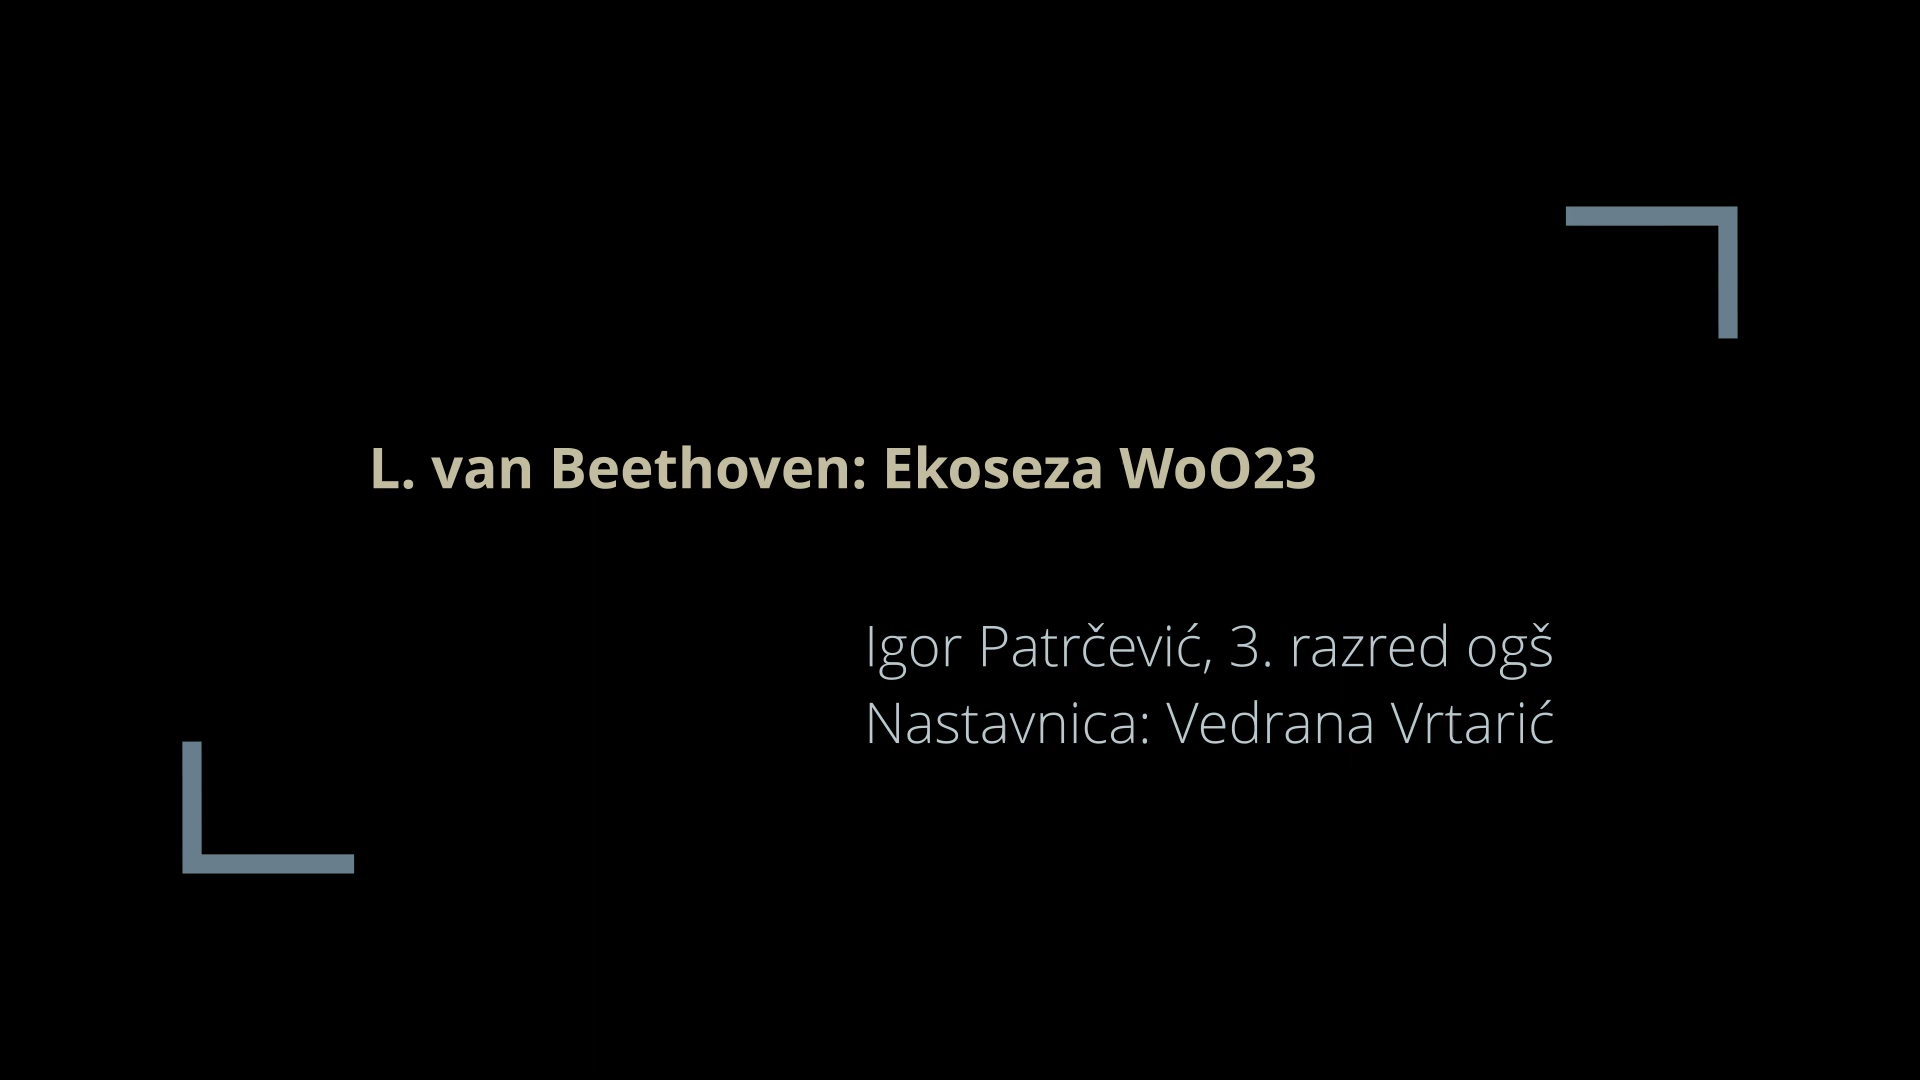 L. van Beethoven: Ekoseza WoO23
Igor Patrčević, 3. razred ogš
Nastavnica: Vedrana Vrtarić